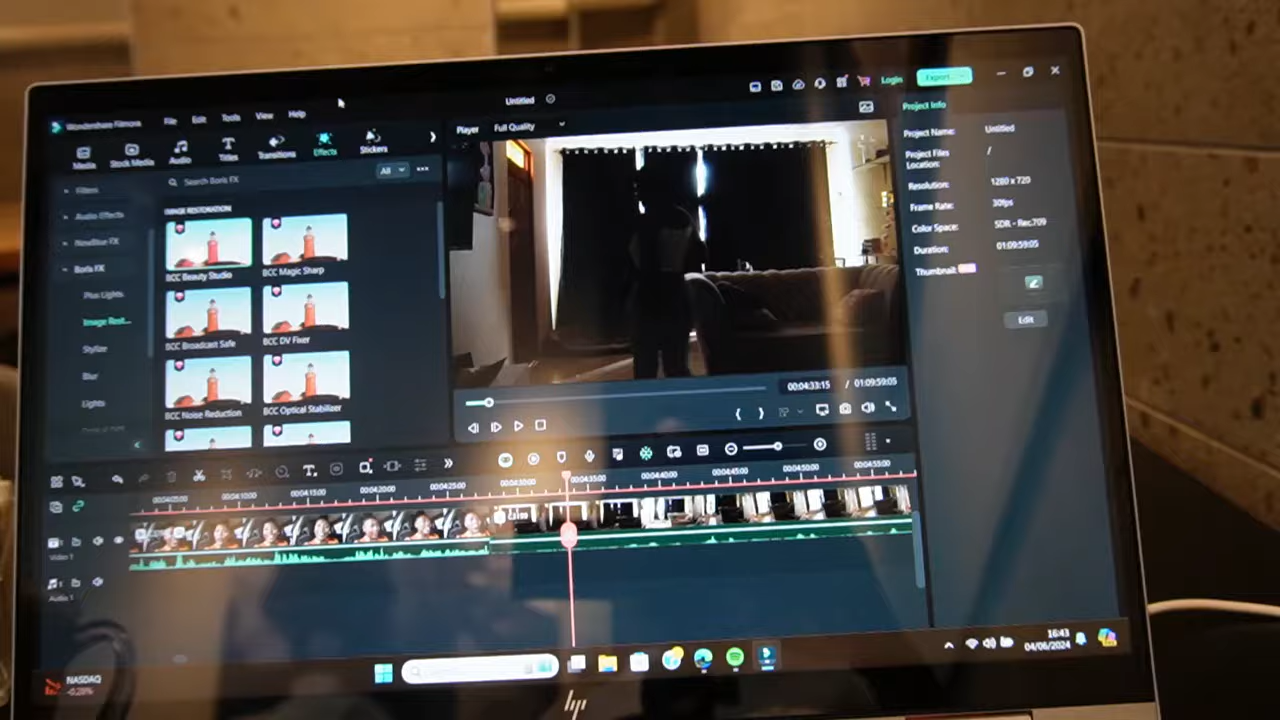 Wondershare Filmora File Edit Tools View Help
Untitled
Login
Export
Media
Stock Media
Audio
Titles
Transitions
Effects
Stickers
Player Full Quality
Project Info
Project Name: Untitled
Project Files Location: /
Resolution: 1280 x 720
Frame Rate: 30fps
Color Space: SDR - Rec.709
Duration: 01:09:59:05
Thumbnail
Edit
Filters
Audio Effects
NewBlue FX
Boris FX
Plus Lights
Image Rest...
Stylize
Blur
Lights
Search Boris FX
All
IMAGE RESTORATION
BCC Beauty Studio
BCC Magic Sharp
BCC Broadcast Safe
BCC DV Fixer
BCC Noise Reduction
BCC Optical Stabilizer
00:04:33:15 / 01:09:59:05
00:04:05:00 00:04:10:00 00:04:15:00 00:04:20:00 00:04:25:00 00:04:30:00 00:04:35:00 00:04:40:00 00:04:45:00 00:04:50:00 00:04:55:00
Video 1
Audio 1
NASDAQ
-0.28%
16:43
04/06/2024
hp